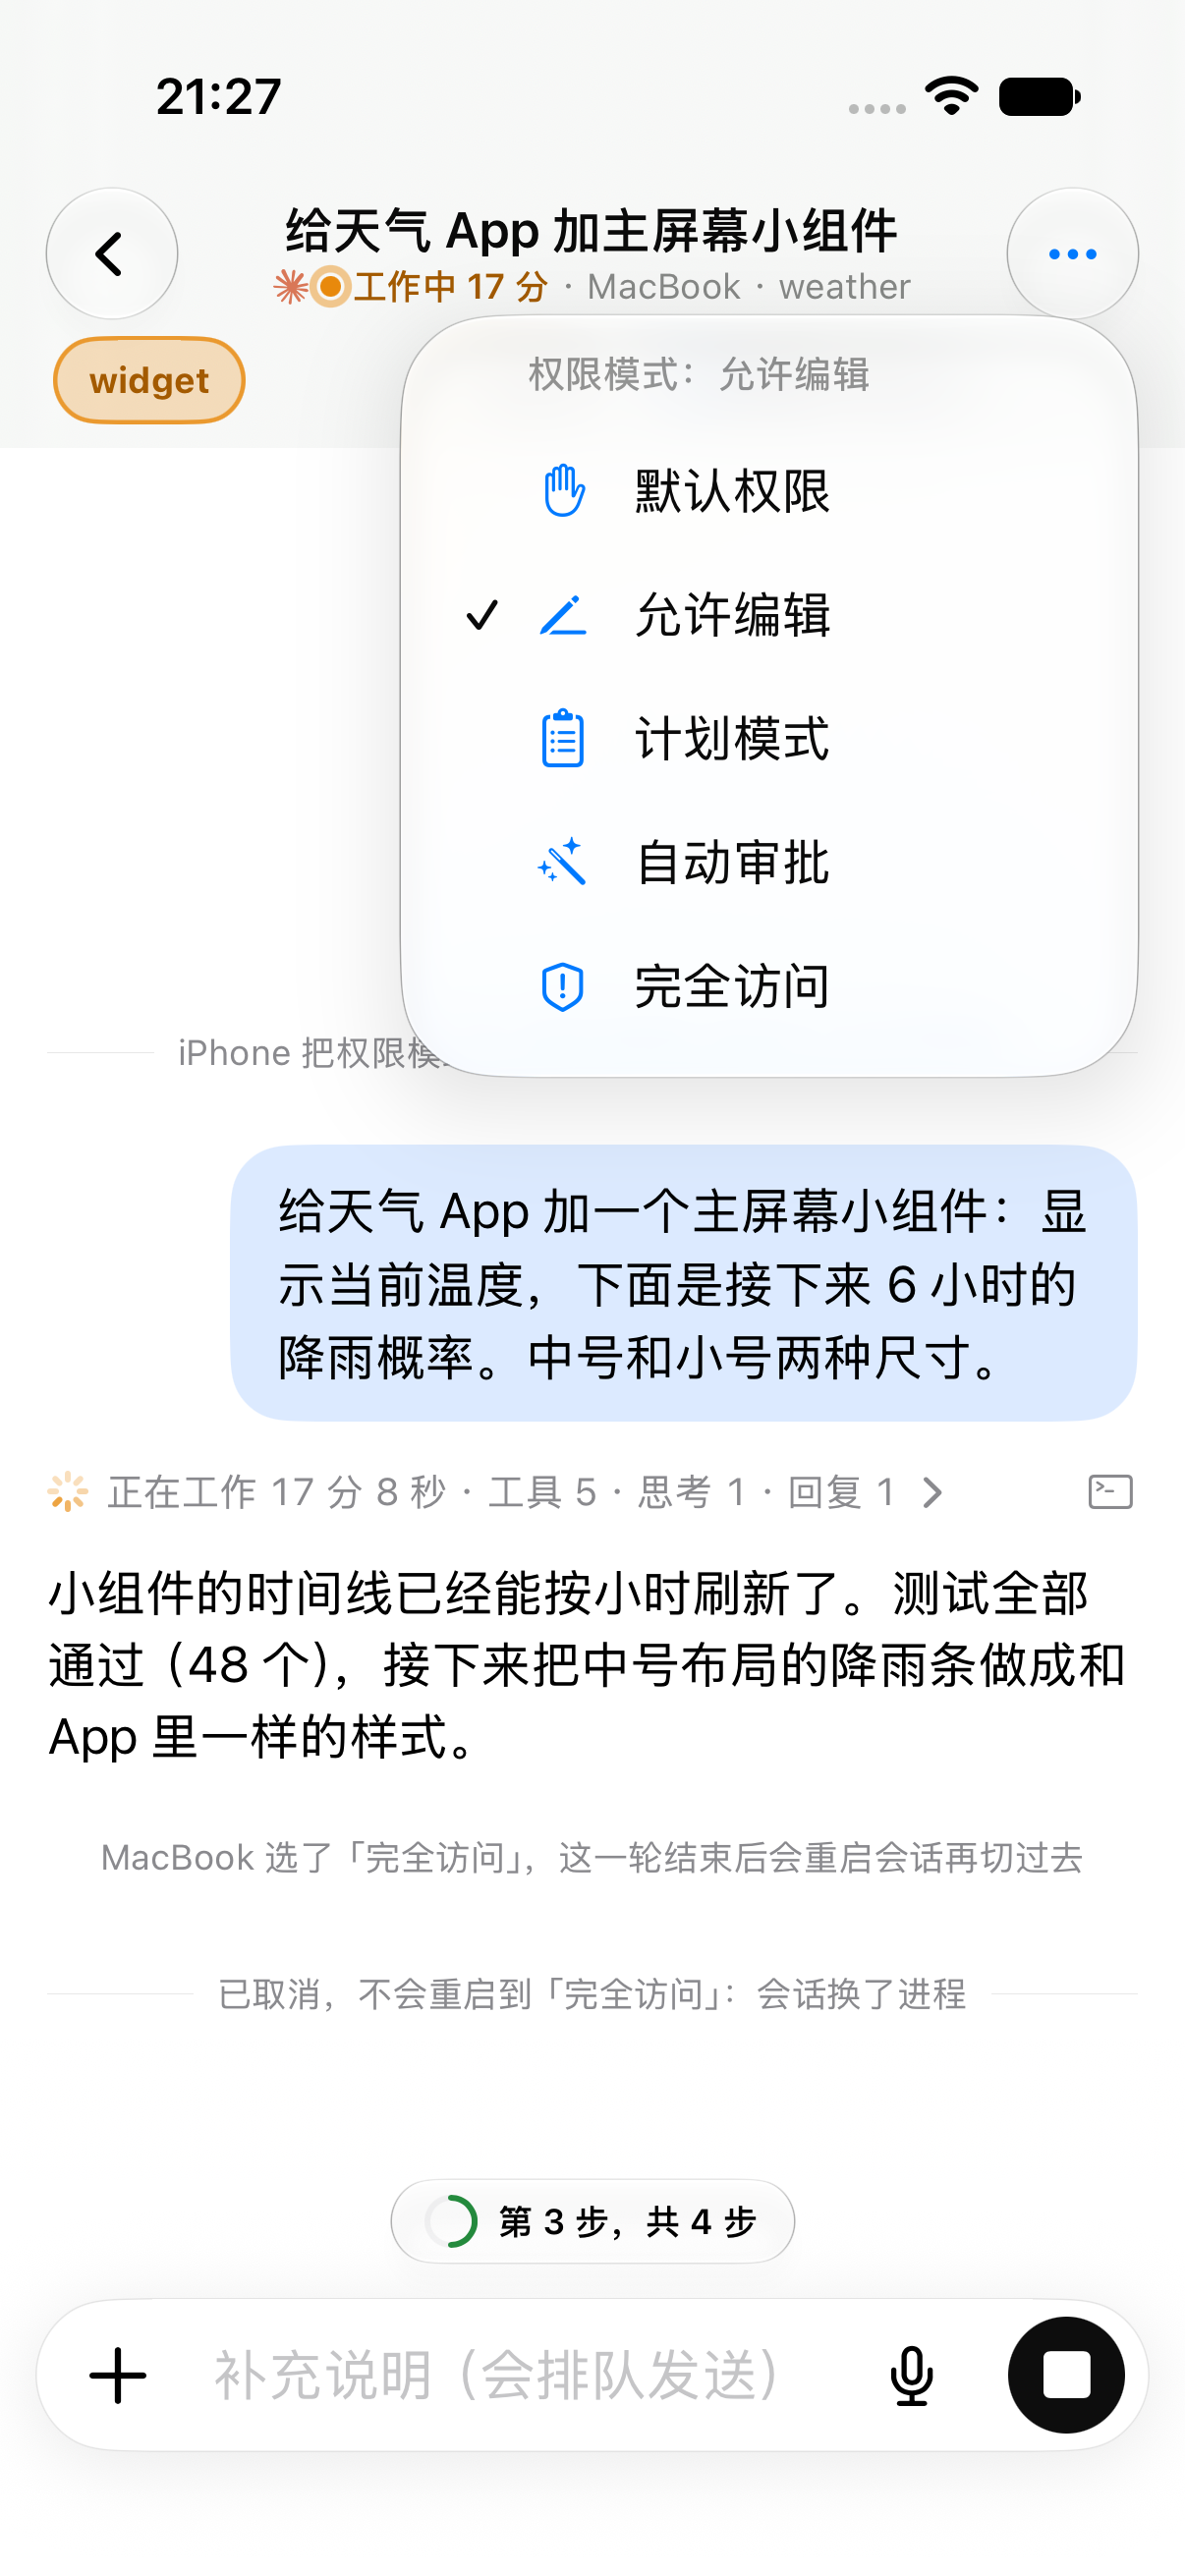 21:27
给天气 App 加主屏幕小组件
工作中 17 分 · MacBook · weather
widget
权限模式：允许编辑
默认权限
允许编辑
计划模式
自动审批
完全访问
iPhone 把权限模
给天气 App 加一个主屏幕小组件：显
示当前温度，下面是接下来 6 小时的
降雨概率。中号和小号两种尺寸。
正在工作 17 分 8 秒 · 工具 5 · 思考 1 · 回复 1
小组件的时间线已经能按小时刷新了。测试全部
通过（48 个），接下来把中号布局的降雨条做成和
App 里一样的样式。
MacBook 选了「完全访问」，这一轮结束后会重启会话再切过去
已取消，不会重启到「完全访问」：会话换了进程
第 3 步，共 4 步
补充说明（会排队发送）